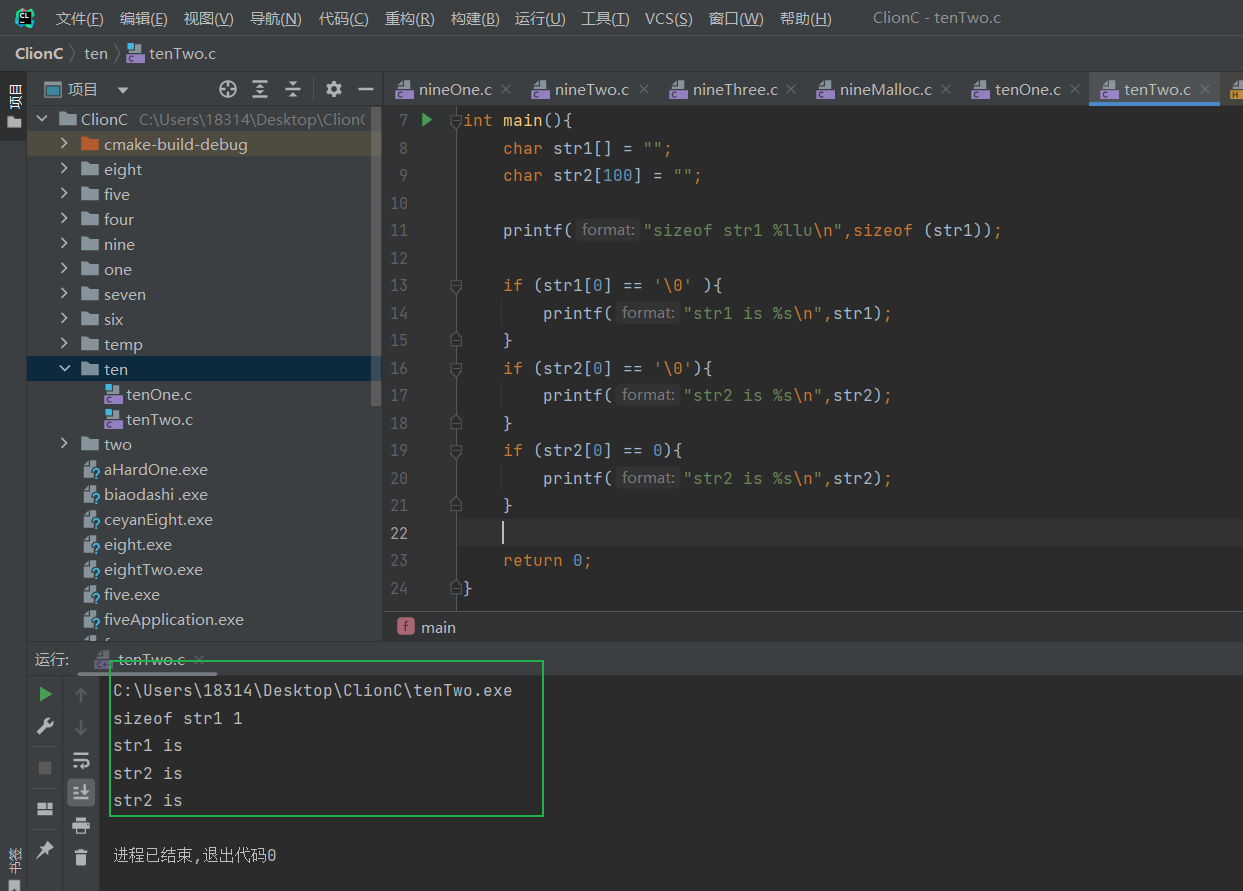 CL 文件(F) 编辑(E) 视图(V) 导航(N) 代码(C) 重构(R) 构建(B) 运行(U) 工具(T) VCS(S) 窗口(W) 帮助(H) ClionC - tenTwo.c
ClionC ten tenTwo.c
项目
项目
nineOne.c nineTwo.c nineThree.c nineMalloc.c tenOne.c tenTwo.c
ClionC C:\Users\18314\Desktop\ClionC
cmake-build-debug
eight
five
four
nine
one
seven
six
temp
ten
tenOne.c
tenTwo.c
two
aHardOne.exe
biaodashi .exe
ceyanEight.exe
eight.exe
eightTwo.exe
five.exe
fiveApplication.exe
7 int main(){
8 char str1[] = "";
9 char str2[100] = "";
10
11 printf( format: "sizeof str1 %llu\n",sizeof (str1));
12
13 if (str1[0] == '\0' ){
14 printf( format: "str1 is %s\n",str1);
15 }
16 if (str2[0] == '\0'){
17 printf( format: "str2 is %s\n",str2);
18 }
19 if (str2[0] == 0){
20 printf( format: "str2 is %s\n",str2);
21 }
22
23 return 0;
24 }
f main
运行: tenTwo.c
C:\Users\18314\Desktop\ClionC\tenTwo.exe
sizeof str1 1
str1 is
str2 is
str2 is
进程已结束,退出代码0
书签